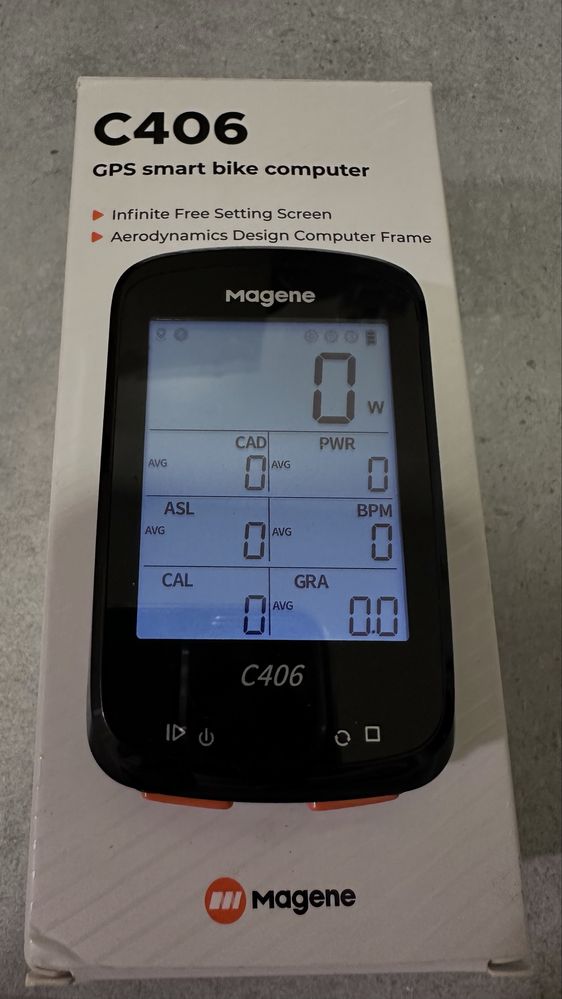 C406
GPS smart bike computer
Infinite Free Setting Screen
Aerodynamics Design Computer Frame
Magene
0 W
CAD PWR
AVG 0 AVG 0
ASL BPM
AVG 0 AVG 0
CAL GRA
0 AVG 0.0
C406
Magene